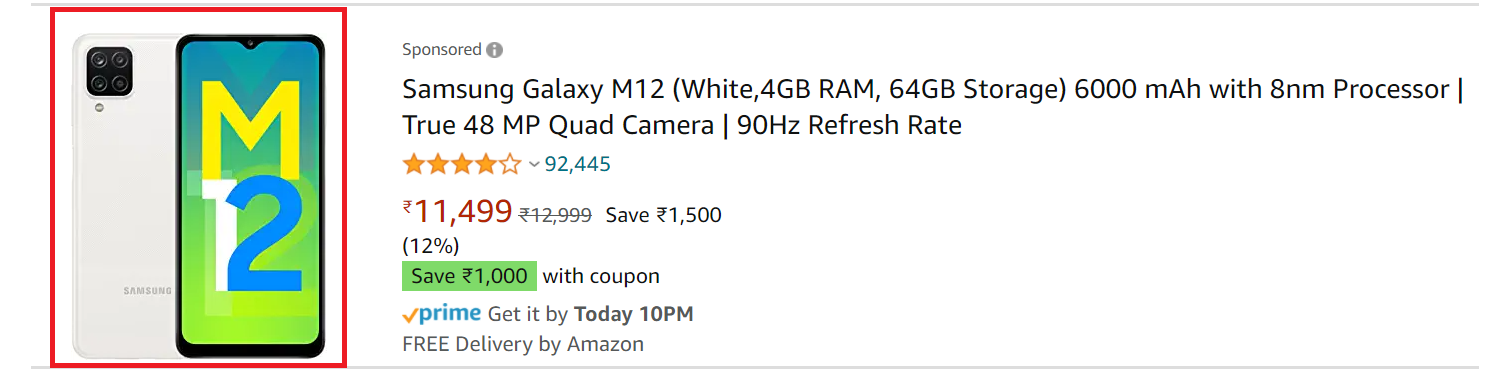 M
12
SAMSUNG
Sponsored
Samsung Galaxy M12 (White,4GB RAM, 64GB Storage) 6000 mAh with 8nm Processor |
True 48 MP Quad Camera | 90Hz Refresh Rate
92,445
₹11,499 ₹12,999 Save ₹1,500
(12%)
Save ₹1,000 with coupon
prime Get it by Today 10PM
FREE Delivery by Amazon